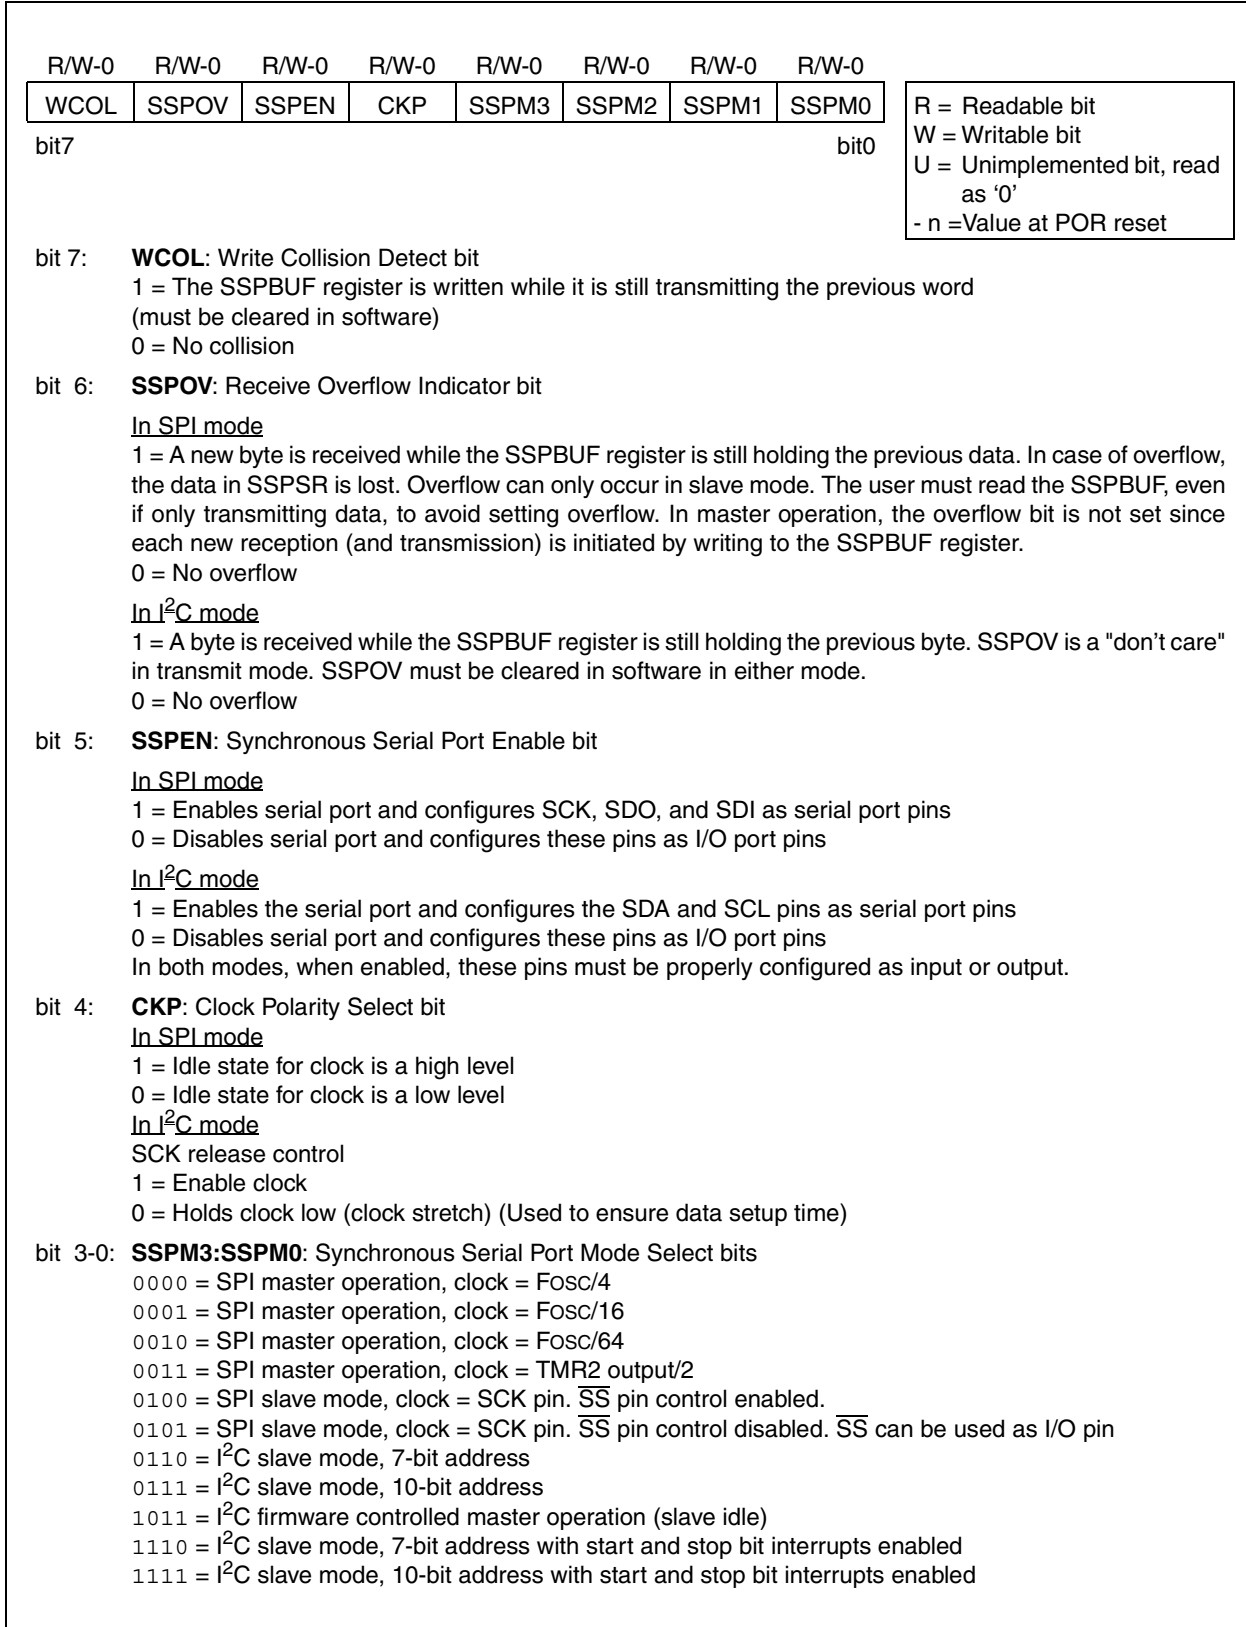 R/W-0 R/W-0 R/W-0 R/W-0 R/W-0 R/W-0 R/W-0 R/W-0
WCOL SSPOV SSPEN CKP SSPM3 SSPM2 SSPM1 SSPM0
bit7 bit0
R = Readable bit
W = Writable bit
U = Unimplemented bit, read
as ‘0’
- n =Value at POR reset
bit 7: WCOL: Write Collision Detect bit
1 = The SSPBUF register is written while it is still transmitting the previous word
(must be cleared in software)
0 = No collision
bit 6: SSPOV: Receive Overflow Indicator bit
In SPI mode
1 = A new byte is received while the SSPBUF register is still holding the previous data. In case of overflow,
the data in SSPSR is lost. Overflow can only occur in slave mode. The user must read the SSPBUF, even
if only transmitting data, to avoid setting overflow. In master operation, the overflow bit is not set since
each new reception (and transmission) is initiated by writing to the SSPBUF register.
0 = No overflow
In I²C mode
1 = A byte is received while the SSPBUF register is still holding the previous byte. SSPOV is a "don’t care"
in transmit mode. SSPOV must be cleared in software in either mode.
0 = No overflow
bit 5: SSPEN: Synchronous Serial Port Enable bit
In SPI mode
1 = Enables serial port and configures SCK, SDO, and SDI as serial port pins
0 = Disables serial port and configures these pins as I/O port pins
In I²C mode
1 = Enables the serial port and configures the SDA and SCL pins as serial port pins
0 = Disables serial port and configures these pins as I/O port pins
In both modes, when enabled, these pins must be properly configured as input or output.
bit 4: CKP: Clock Polarity Select bit
In SPI mode
1 = Idle state for clock is a high level
0 = Idle state for clock is a low level
In I²C mode
SCK release control
1 = Enable clock
0 = Holds clock low (clock stretch) (Used to ensure data setup time)
bit 3-0: SSPM3:SSPM0: Synchronous Serial Port Mode Select bits
0000 = SPI master operation, clock = FOSC/4
0001 = SPI master operation, clock = FOSC/16
0010 = SPI master operation, clock = FOSC/64
0011 = SPI master operation, clock = TMR2 output/2
0100 = SPI slave mode, clock = SCK pin. S̅S̅ pin control enabled.
0101 = SPI slave mode, clock = SCK pin. S̅S̅ pin control disabled. S̅S̅ can be used as I/O pin
0110 = I²C slave mode, 7-bit address
0111 = I²C slave mode, 10-bit address
1011 = I²C firmware controlled master operation (slave idle)
1110 = I²C slave mode, 7-bit address with start and stop bit interrupts enabled
1111 = I²C slave mode, 10-bit address with start and stop bit interrupts enabled